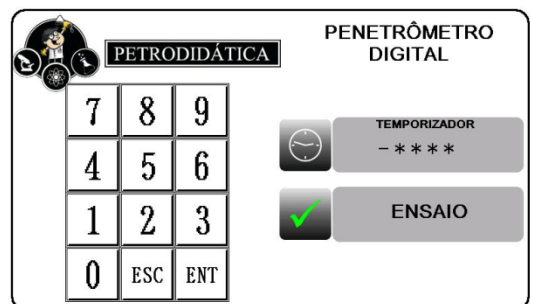 PETRODIDÁTICA
PENETRÔMETRO
DIGITAL
7 8 9
4 5 6
1 2 3
0 ESC ENT
TEMPORIZADOR
-****
ENSAIO